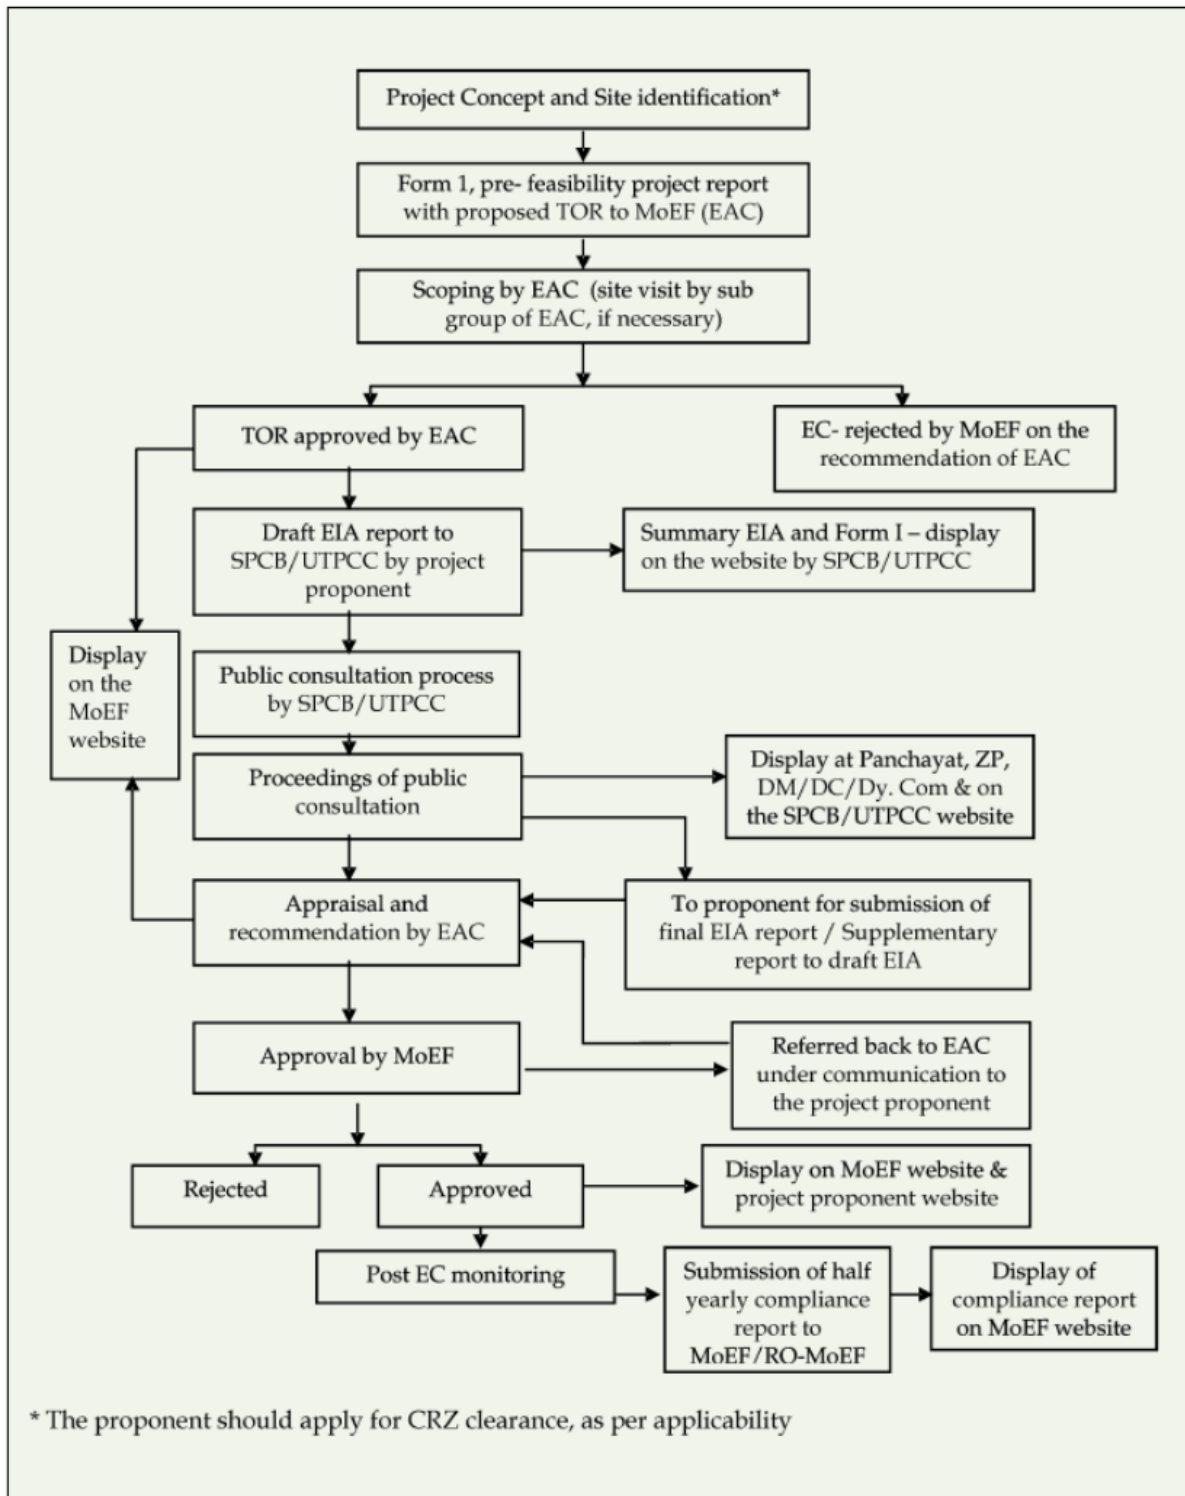 Project Concept and Site identification*
Form 1, pre- feasibility project report
with proposed TOR to MoEF (EAC)
Scoping by EAC (site visit by sub
group of EAC, if necessary)
TOR approved by EAC
EC- rejected by MoEF on the
recommendation of EAC
Draft EIA report to
SPCB/UTPCC by project
proponent
Summary EIA and Form I – display
on the website by SPCB/UTPCC
Display
on the
MoEF
website
Public consultation process
by SPCB/UTPCC
Proceedings of public
consultation
Display at Panchayat, ZP,
DM/DC/Dy. Com & on
the SPCB/UTPCC website
Appraisal and
recommendation by EAC
To proponent for submission of
final EIA report / Supplementary
report to draft EIA
Approval by MoEF
Referred back to EAC
under communication to
the project proponent
Rejected
Approved
Display on MoEF website &
project proponent website
Post EC monitoring
Submission of half
yearly compliance
report to
MoEF/RO-MoEF
Display of
compliance report
on MoEF website
* The proponent should apply for CRZ clearance, as per applicability